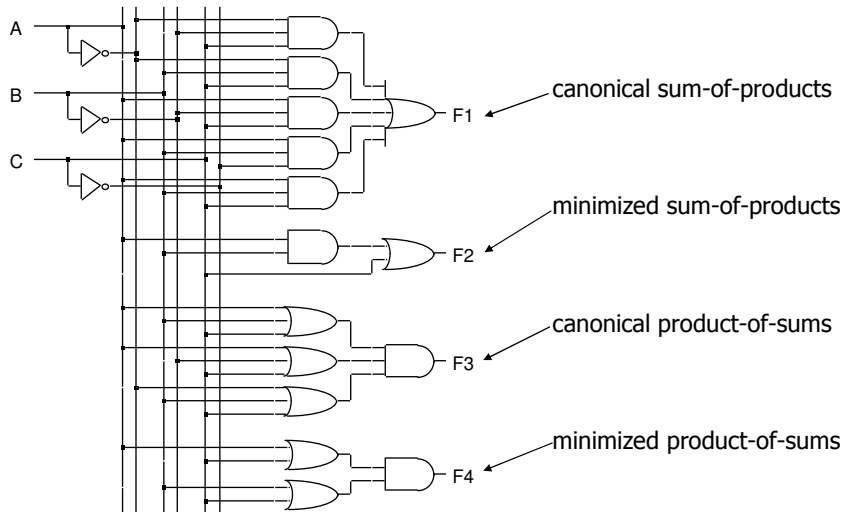 A
B
C
F1
canonical sum-of-products
F2
minimized sum-of-products
F3
canonical product-of-sums
F4
minimized product-of-sums